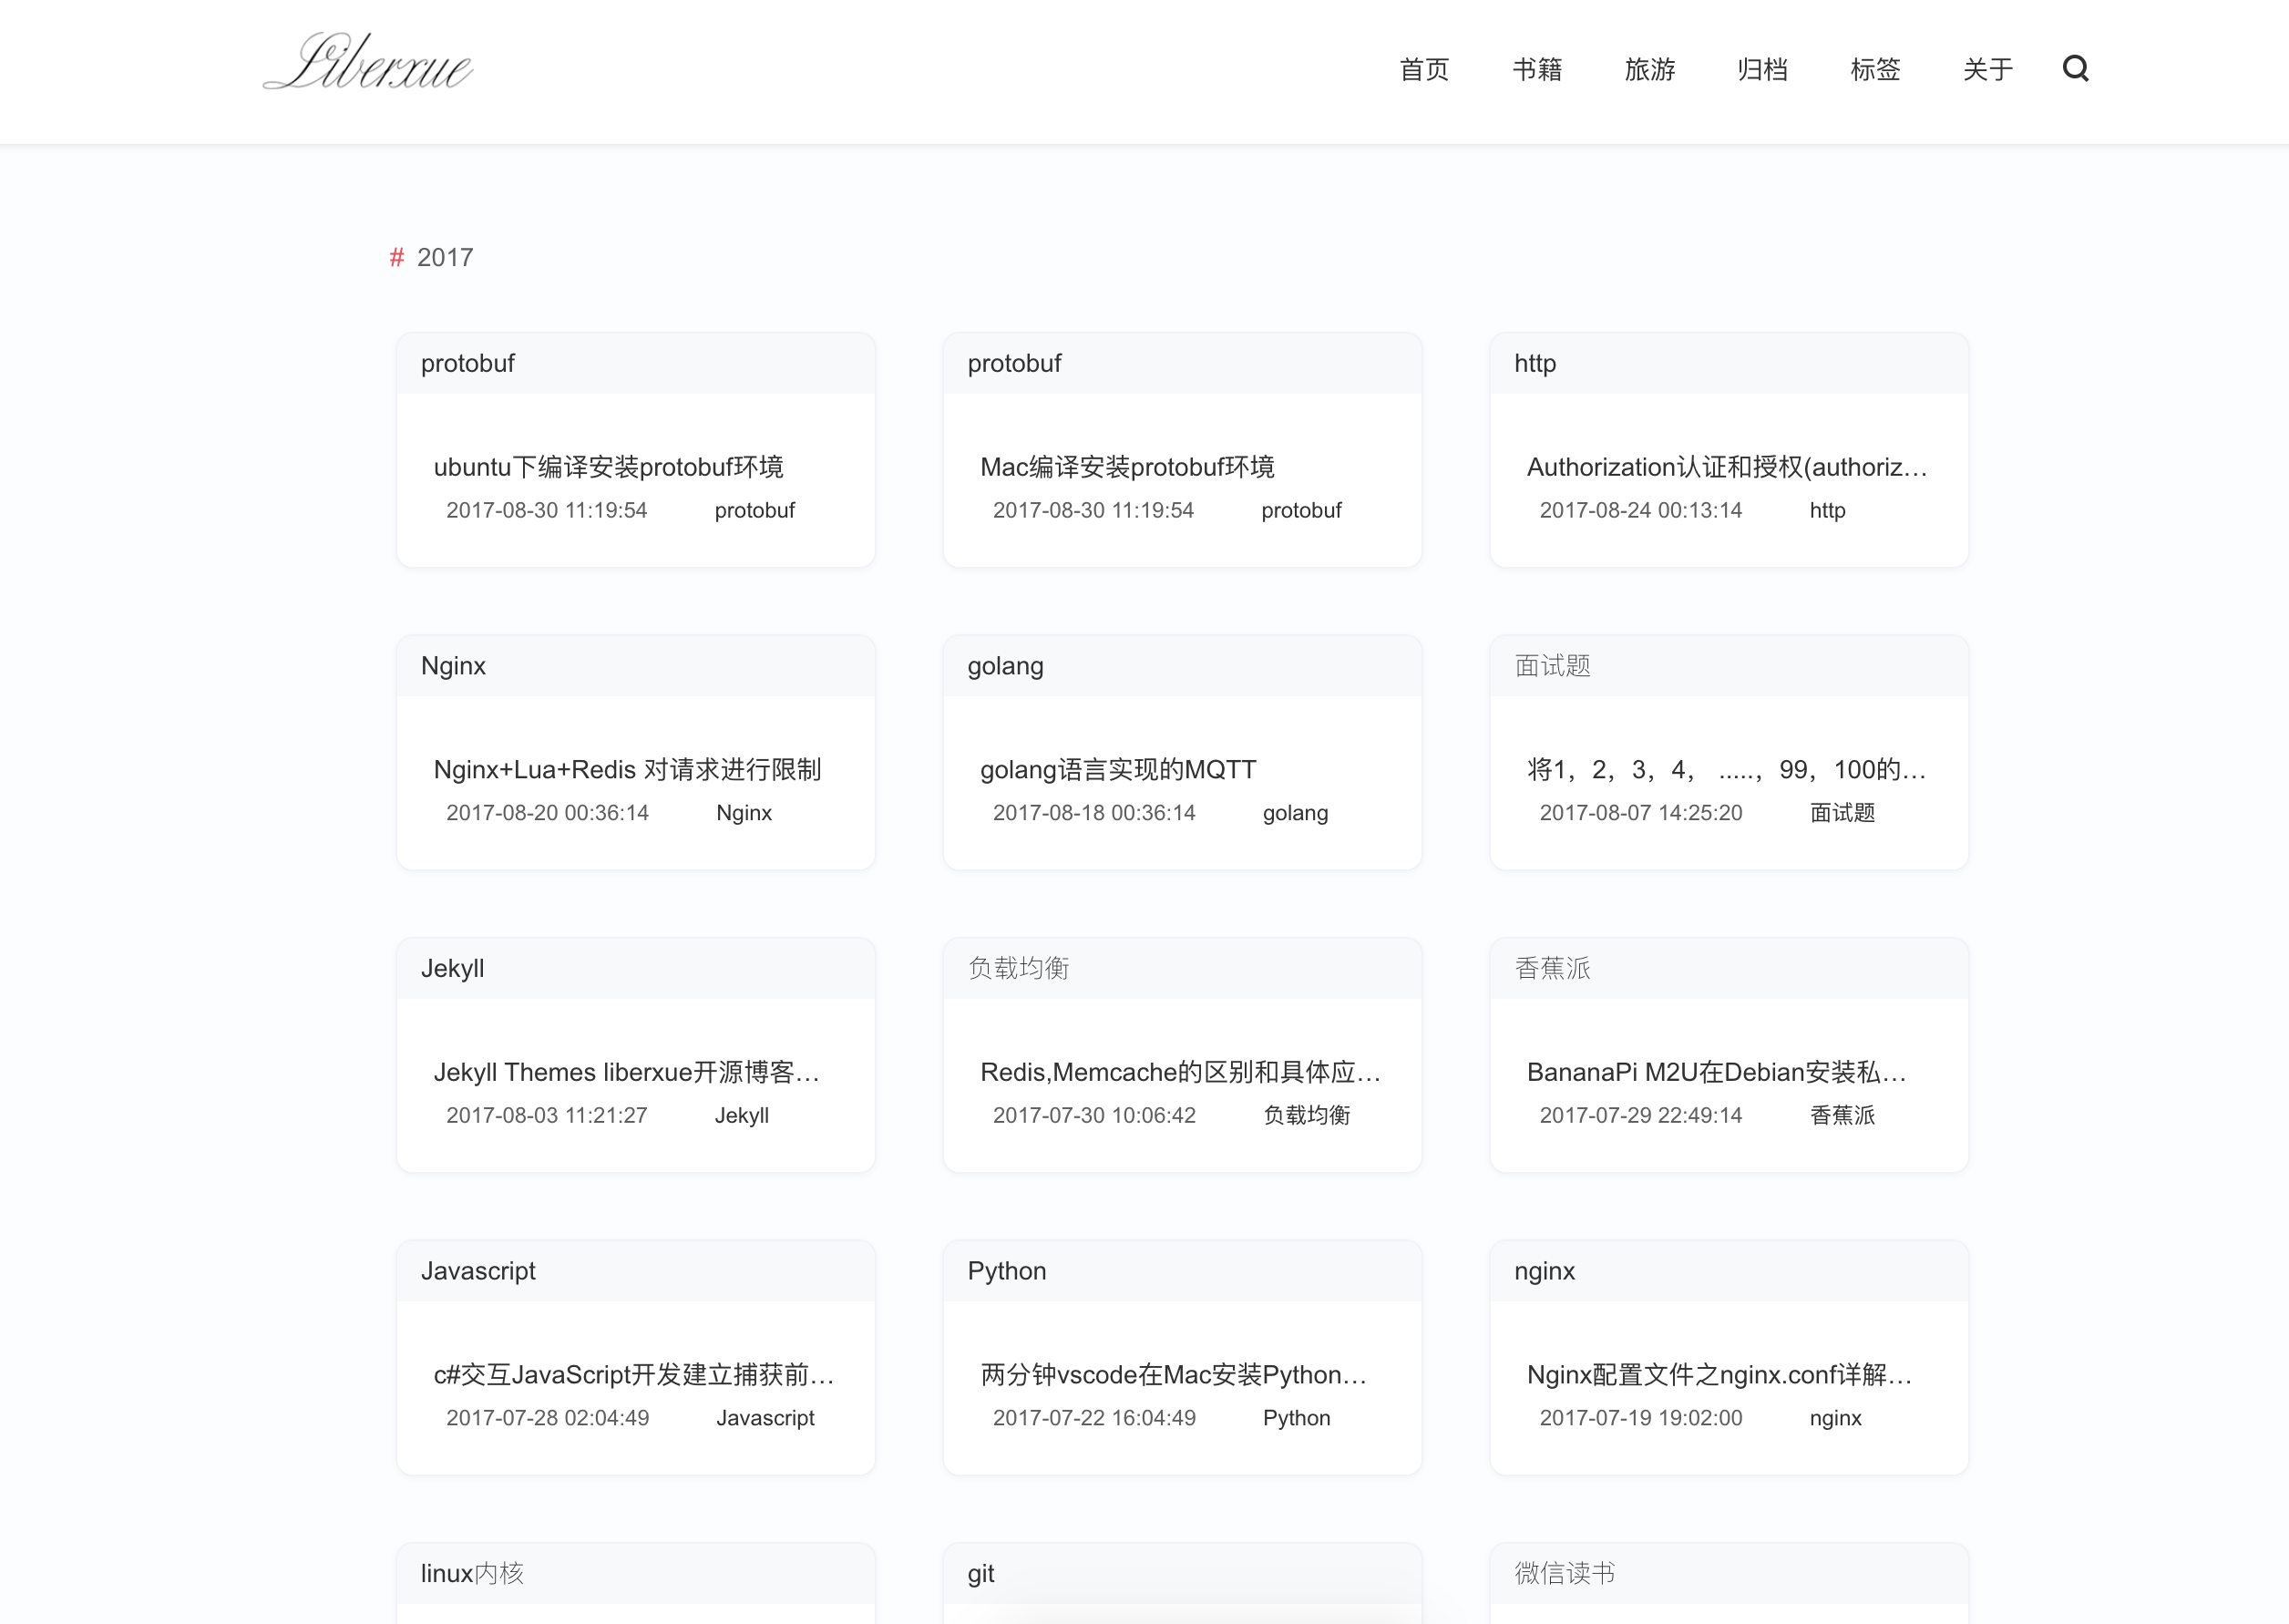 Liberxue
首页 书籍 旅游 归档 标签 关于
# 2017
protobuf
ubuntu下编译安装protobuf环境
2017-08-30 11:19:54 protobuf
protobuf
Mac编译安装protobuf环境
2017-08-30 11:19:54 protobuf
http
Authorization认证和授权(authoriz…
2017-08-24 00:13:14 http
Nginx
Nginx+Lua+Redis 对请求进行限制
2017-08-20 00:36:14 Nginx
golang
golang语言实现的MQTT
2017-08-18 00:36:14 golang
面试题
将1，2，3，4， .....，99，100的…
2017-08-07 14:25:20 面试题
Jekyll
Jekyll Themes liberxue开源博客…
2017-08-03 11:21:27 Jekyll
负载均衡
Redis,Memcache的区别和具体应…
2017-07-30 10:06:42 负载均衡
香蕉派
BananaPi M2U在Debian安装私…
2017-07-29 22:49:14 香蕉派
Javascript
c#交互JavaScript开发建立捕获前…
2017-07-28 02:04:49 Javascript
Python
两分钟vscode在Mac安装Python…
2017-07-22 16:04:49 Python
nginx
Nginx配置文件之nginx.conf详解…
2017-07-19 19:02:00 nginx
linux内核
git
微信读书